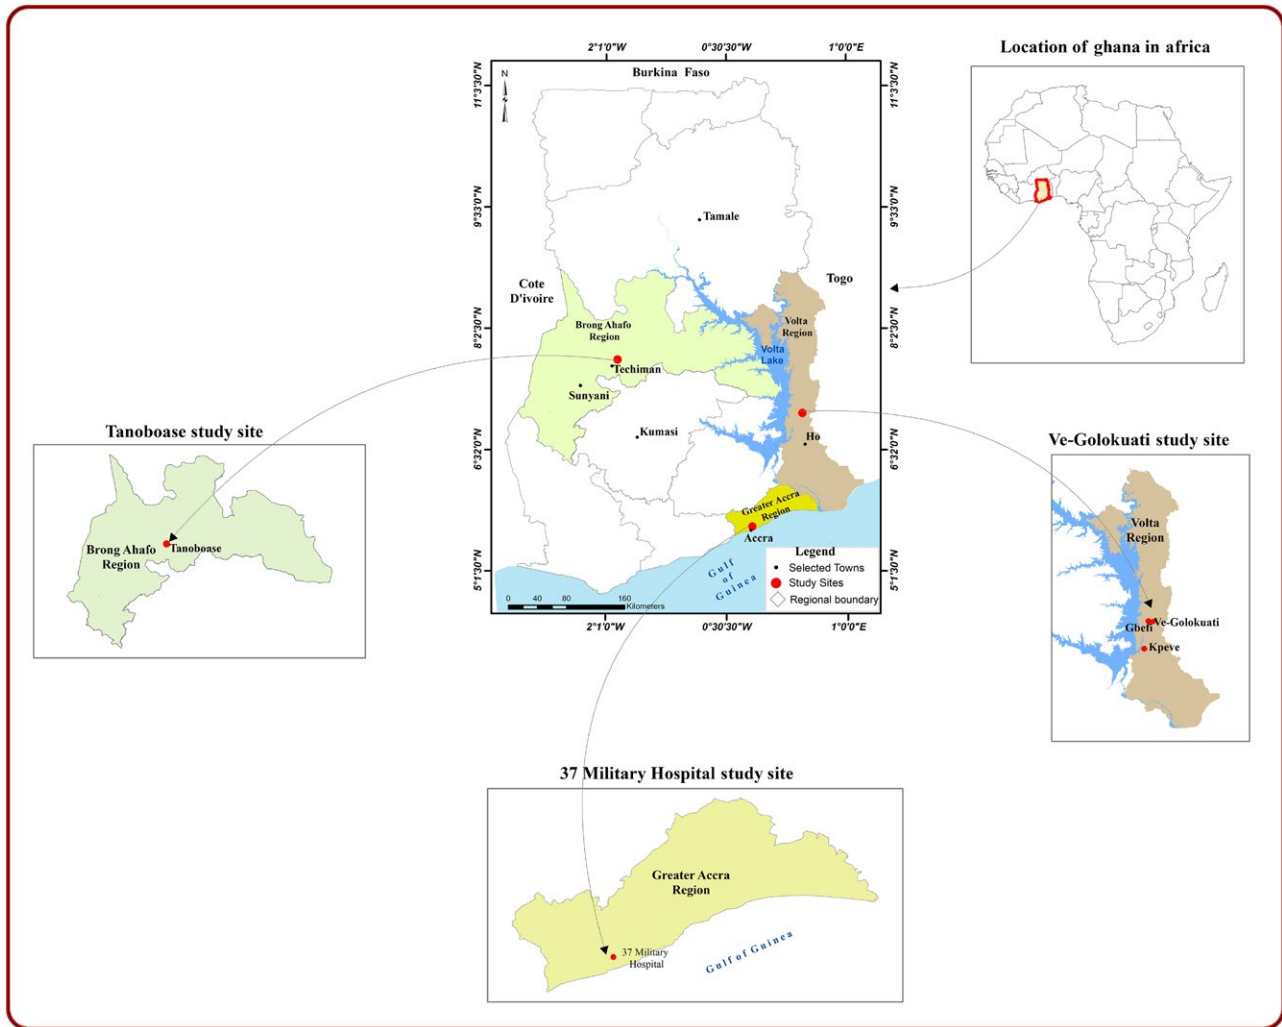 Location of ghana in africa
2°1'0"W
0°30'30"W
1°0'0"E
Burkina Faso
N
11°3'30"N
11°3'30"N
9°33'0"N
9°33'0"N
Tamale
Cote
D'ivoire
Togo
8°2'30"N
8°2'30"N
Brong Ahafo
Region
Volta
Region
Volta
Lake
Techiman
Sunyani
Kumasi
Ho
6°32'0"N
6°32'0"N
Greater Accra
Region
Accra
5°1'30"N
5°1'30"N
Gulf
of
Guinea
Legend
Selected Towns
Study Sites
Regional boundary
0 40 80 160
Kilometers
2°1'0"W
0°30'30"W
1°0'0"E
Tanoboase study site
Brong Ahafo
Region
Tanoboase
Ve-Golokuati study site
Volta
Region
Gbefi
Ve-Golokuati
Kpeve
37 Military Hospital study site
Greater Accra
Region
37 Military
Hospital
Gulf of Guinea